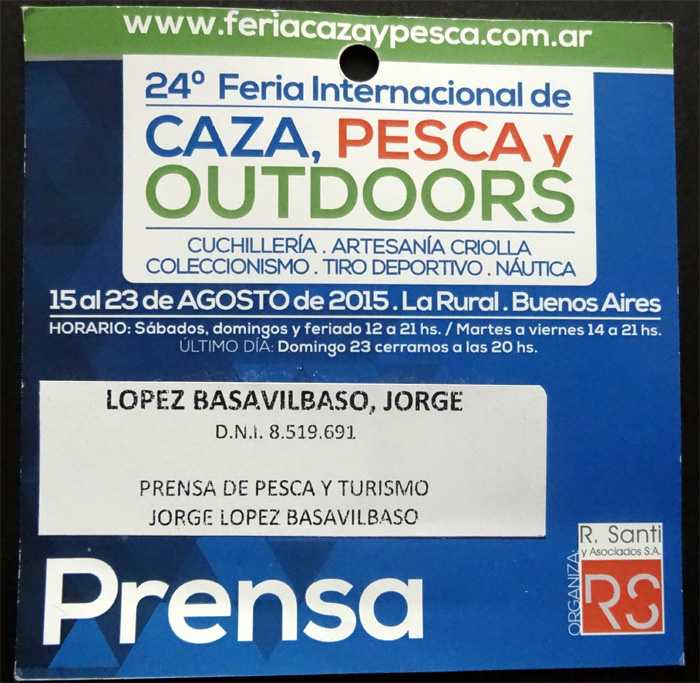 www.feriacazaypesca.com.ar
24º Feria Internacional de
CAZA, PESCA y
OUTDOORS
CUCHILLERÍA . ARTESANÍA CRIOLLA
COLECCIONISMO . TIRO DEPORTIVO . NÁUTICA
15 al 23 de AGOSTO de 2015 . La Rural . Buenos Aires
HORARIO: Sábados, domingos y feriado 12 a 21 hs. / Martes a viernes 14 a 21 hs.
ÚLTIMO DÍA: Domingo 23 cerramos a las 20 hs.
LOPEZ BASAVILBASO, JORGE
D.N.I. 8.519.691
PRENSA DE PESCA Y TURISMO
JORGE LOPEZ BASAVILBASO
Prensa
ORGANIZA:
R. Santi
y Asociados S.A.
RS